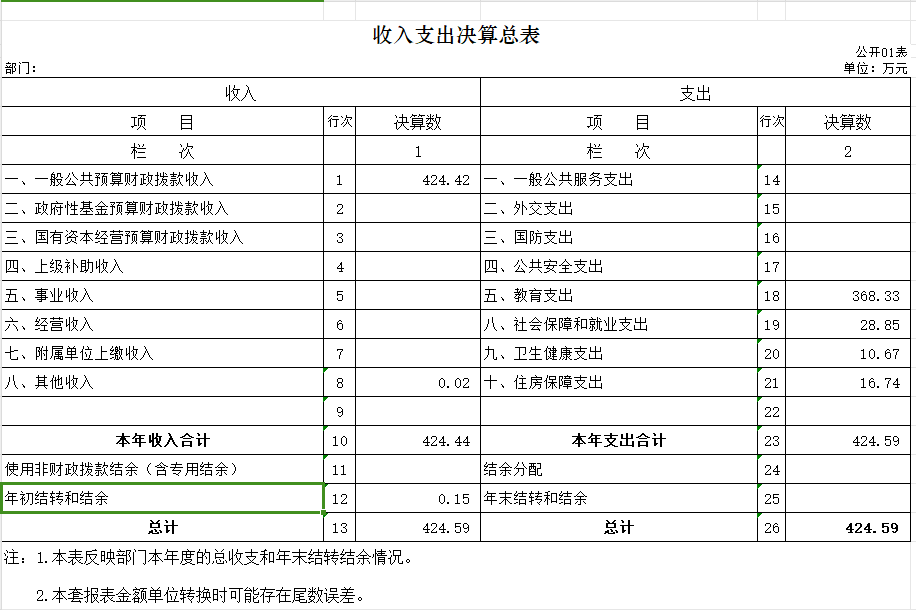 收入支出决算总表
公开01表
部门： 单位：万元
收入 支出
项 目 行次 决算数 项 目 行次 决算数
栏 次 1 栏 次 2
一、一般公共预算财政拨款收入 1 424.42 一、一般公共服务支出 14
二、政府性基金预算财政拨款收入 2 二、外交支出 15
三、国有资本经营预算财政拨款收入 3 三、国防支出 16
四、上级补助收入 4 四、公共安全支出 17
五、事业收入 5 五、教育支出 18 368.33
六、经营收入 6 八、社会保障和就业支出 19 28.85
七、附属单位上缴收入 7 九、卫生健康支出 20 10.67
八、其他收入 8 0.02 十、住房保障支出 21 16.74
9 22
本年收入合计 10 424.44 本年支出合计 23 424.59
使用非财政拨款结余（含专用结余） 11 结余分配 24
年初结转和结余 12 0.15 年末结转和结余 25
总计 13 424.59 总计 26 424.59
注：1.本表反映部门本年度的总收支和年末结转结余情况。
2.本套报表金额单位转换时可能存在尾数误差。